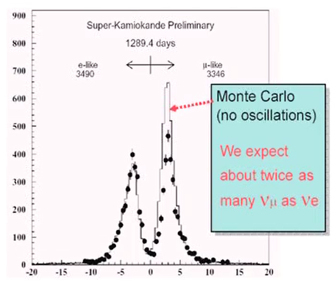 Super-Kamiokande Preliminary
1289.4 days
e-like
3490
μ-like
3346
Monte Carlo
(no oscillations)
We expect
about twice as
many νμ as νe
900
800
700
600
500
400
300
200
100
0
-20 -15 -10 -5 0 5 10 15 20